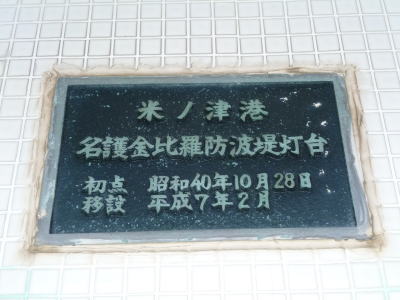 米ノ津港
名護金比羅防波堤灯台
初点 昭和40年10月28日
移設 平成7年2月